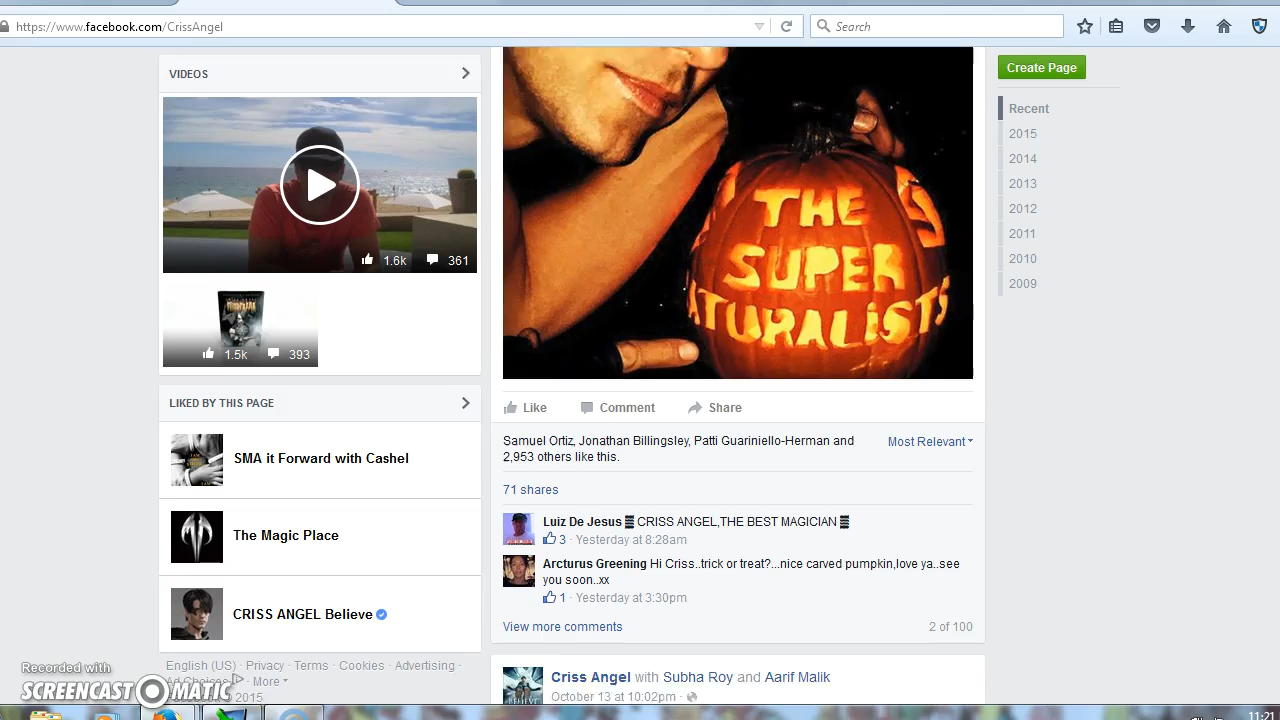 https://www.facebook.com/CrissAngel
Search
VIDEOS
1.6k
361
1.5k
393
LIKED BY THIS PAGE
SMA it Forward with Cashel
The Magic Place
CRISS ANGEL Believe
English (US) · Privacy · Terms · Cookies · Advertising ·
Ad Choices · More
2015
Recorded with
SCREENCAST MATIC
THE
SUPER
ATURALiSTS
Like Comment Share
Samuel Ortiz, Jonathan Billingsley, Patti Guariniello-Herman and
2,953 others like this.
Most Relevant
71 shares
Luiz De Jesus CRISS ANGEL,THE BEST MAGICIAN
3 · Yesterday at 8:28am
Arcturus Greening Hi Criss..trick or treat?...nice carved pumpkin,love ya..see
you soon..xx
1 · Yesterday at 3:30pm
View more comments
2 of 100
Criss Angel with Subha Roy and Aarif Malik
October 13 at 10:02pm ·
BELIEVE
Create Page
Recent
2015
2014
2013
2012
2011
2010
2009
11:21